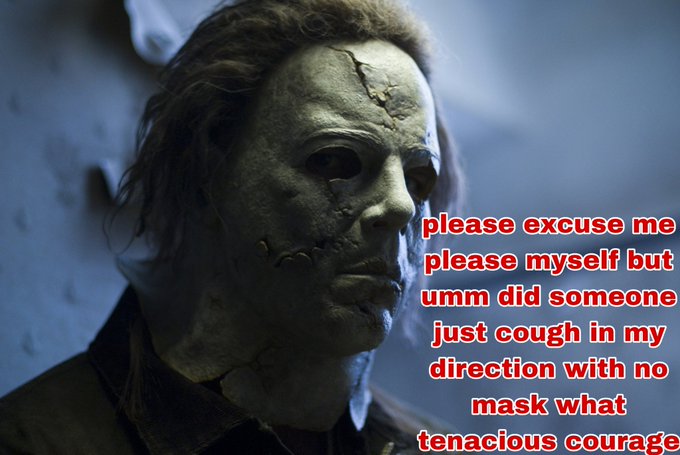 please excuse me
please myself but
umm did someone
just cough in my
direction with no
mask what
tenacious courage